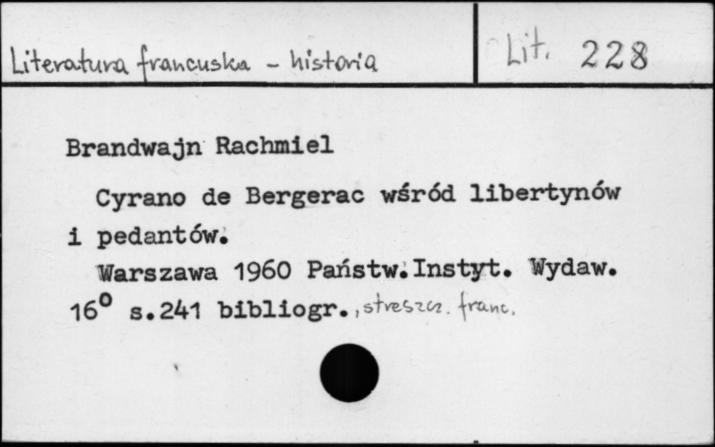 Literatura francuska - historia
Lit. 228
Brandwajn Rachmiel
Cyrano de Bergerac wśród libertynów
i pedantów.
Warszawa 1960 Państw.Instyt. Wydaw.
16⁰ s.241 bibliogr., streszcz. franc.